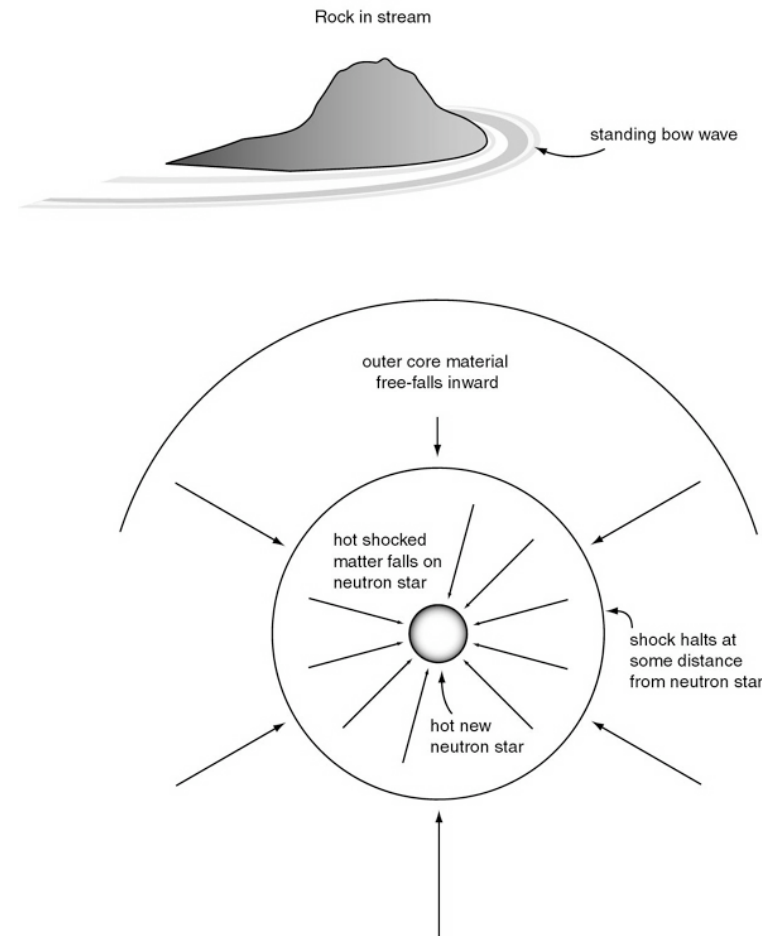 Rock in stream
standing bow wave
outer core material
free-falls inward
hot shocked
matter falls on
neutron star
shock halts at
some distance
from neutron star
hot new
neutron star